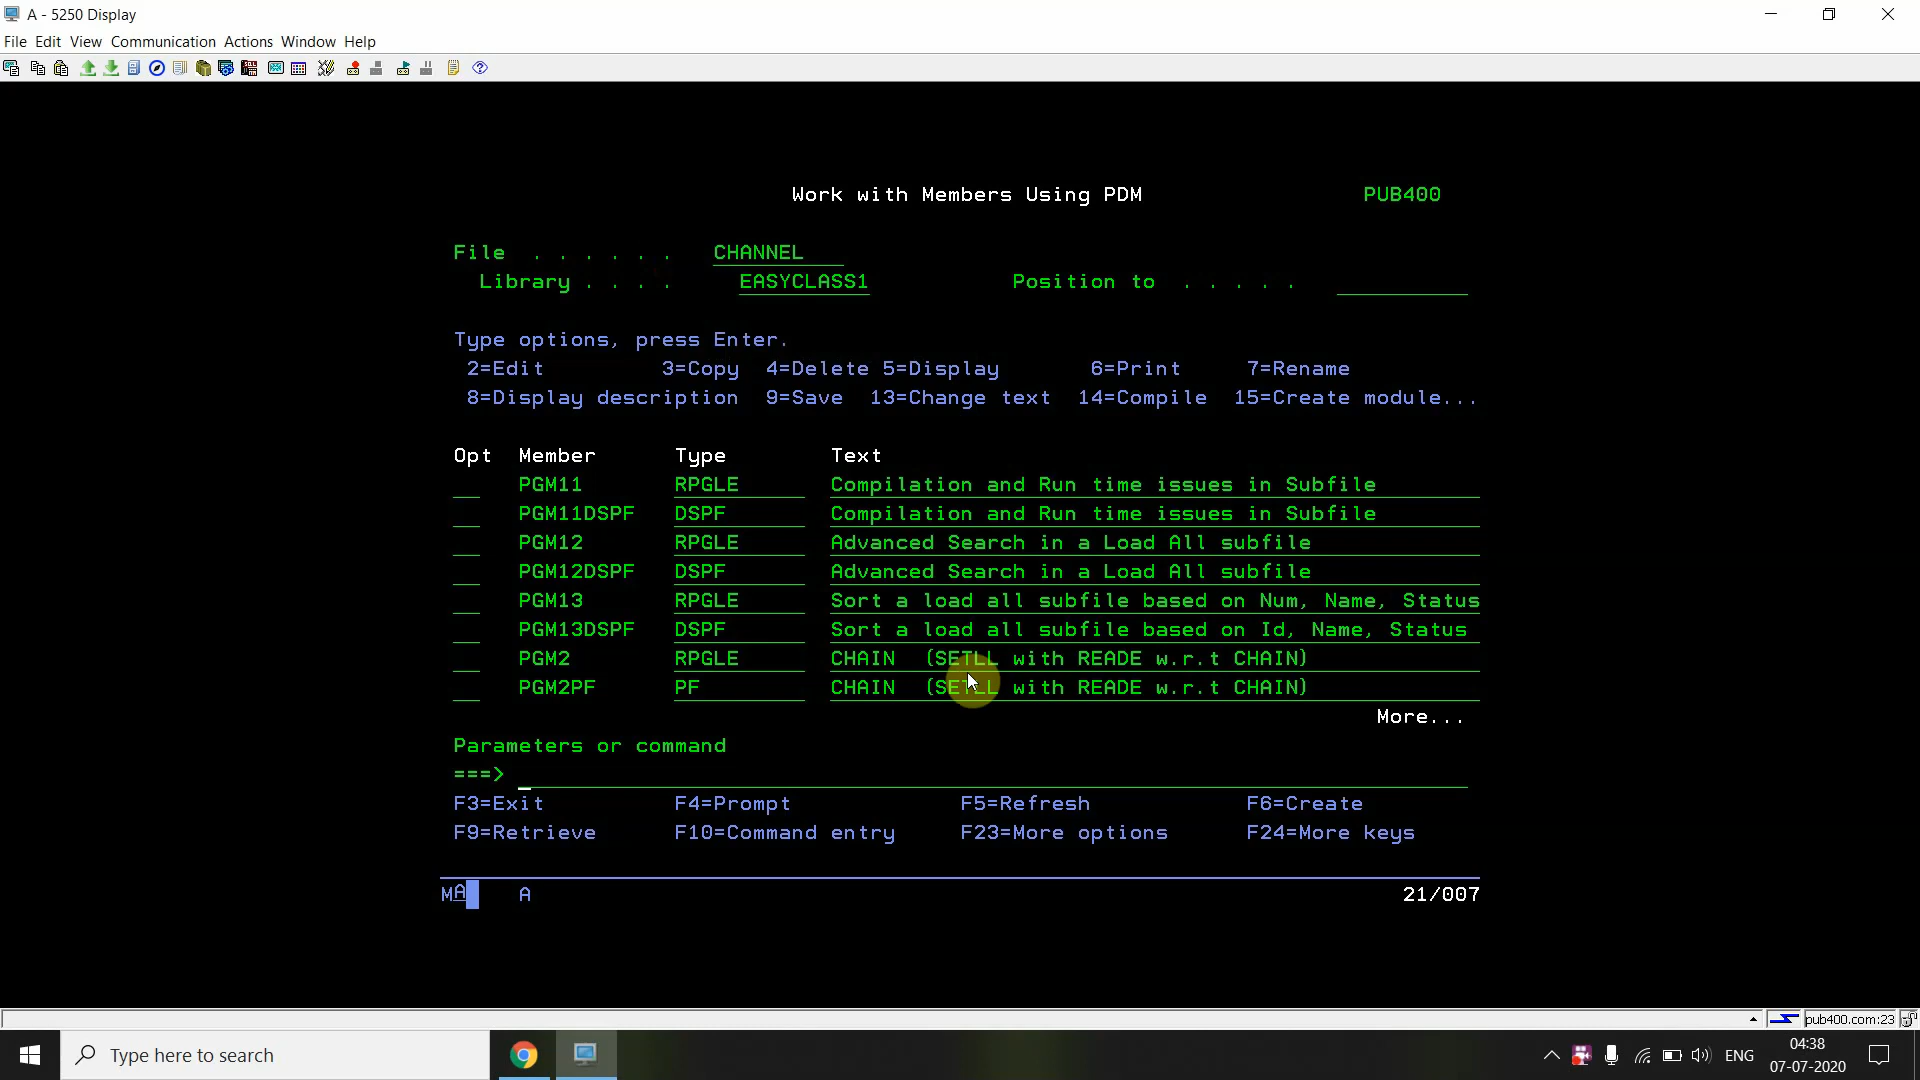 A - 5250 Display
File Edit View Communication Actions Window Help
Work with Members Using PDM PUB400
File . . . . . . CHANNEL
Library . . . . EASYCLASS1 Position to . . . . .
Type options, press Enter.
2=Edit 3=Copy 4=Delete 5=Display 6=Print 7=Rename
8=Display description 9=Save 13=Change text 14=Compile 15=Create module...
Opt Member Type Text
PGM11 RPGLE Compilation and Run time issues in Subfile
PGM11DSPF DSPF Compilation and Run time issues in Subfile
PGM12 RPGLE Advanced Search in a Load All subfile
PGM12DSPF DSPF Advanced Search in a Load All subfile
PGM13 RPGLE Sort a load all subfile based on Num, Name, Status
PGM13DSPF DSPF Sort a load all subfile based on Id, Name, Status
PGM2 RPGLE CHAIN (SETLL with READE w.r.t CHAIN)
PGM2PF PF CHAIN (SETLL with READE w.r.t CHAIN)
More...
Parameters or command
===>
F3=Exit F4=Prompt F5=Refresh F6=Create
F9=Retrieve F10=Command entry F23=More options F24=More keys
MA A 21/007
pub400.com:23
Type here to search
ENG
04:38
07-07-2020